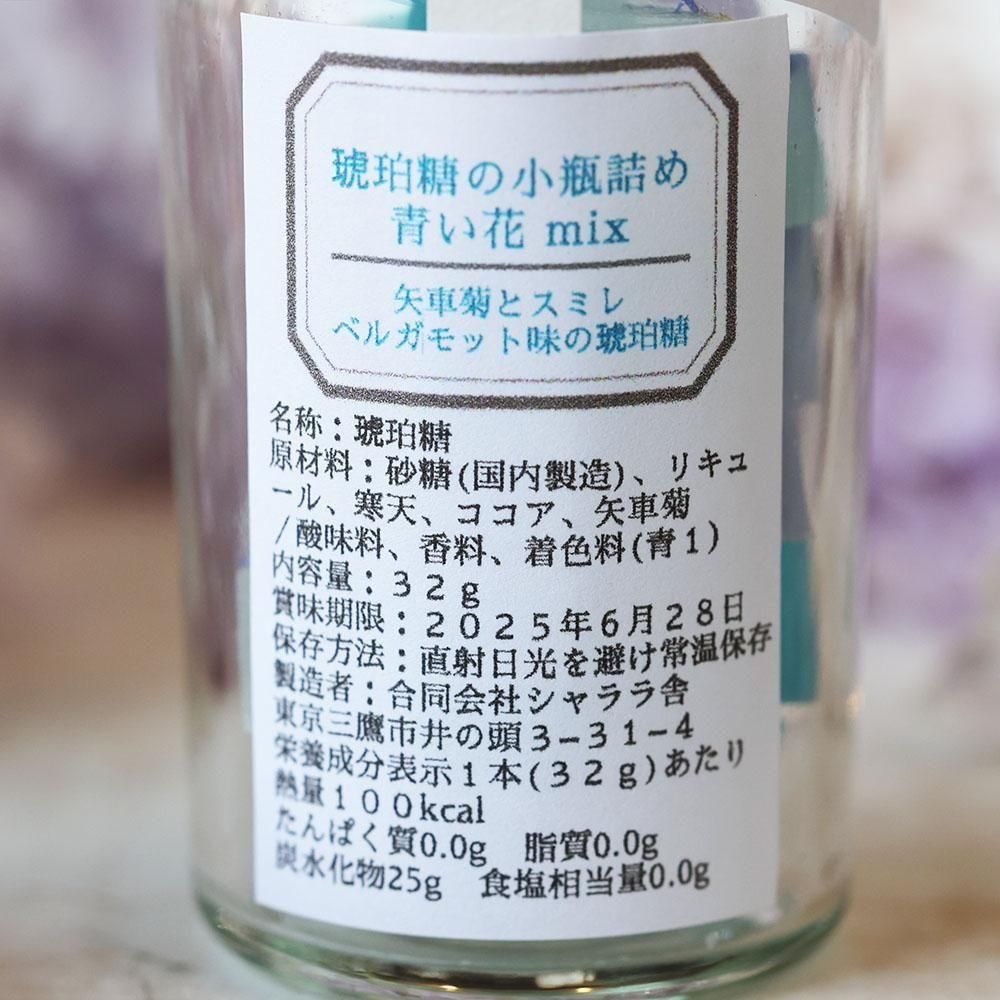 琥珀糖の小瓶詰め
青い花 mix
矢車菊とスミレ
ベルガモット味の琥珀糖
名称：琥珀糖
原材料：砂糖(国内製造)、リキュ
ール、寒天、ココア、矢車菊
/酸味料、香料、着色料(青１)
内容量：３２ｇ
賞味期限：２０２５年６月２８日
保存方法：直射日光を避け常温保存
製造者：合同会社シャララ舎
東京三鷹市井の頭３−３１−４
栄養成分表示１本(３２ｇ)あたり
熱量１００kcal
たんぱく質0.0g　脂質0.0g
炭水化物25g　食塩相当量0.0g